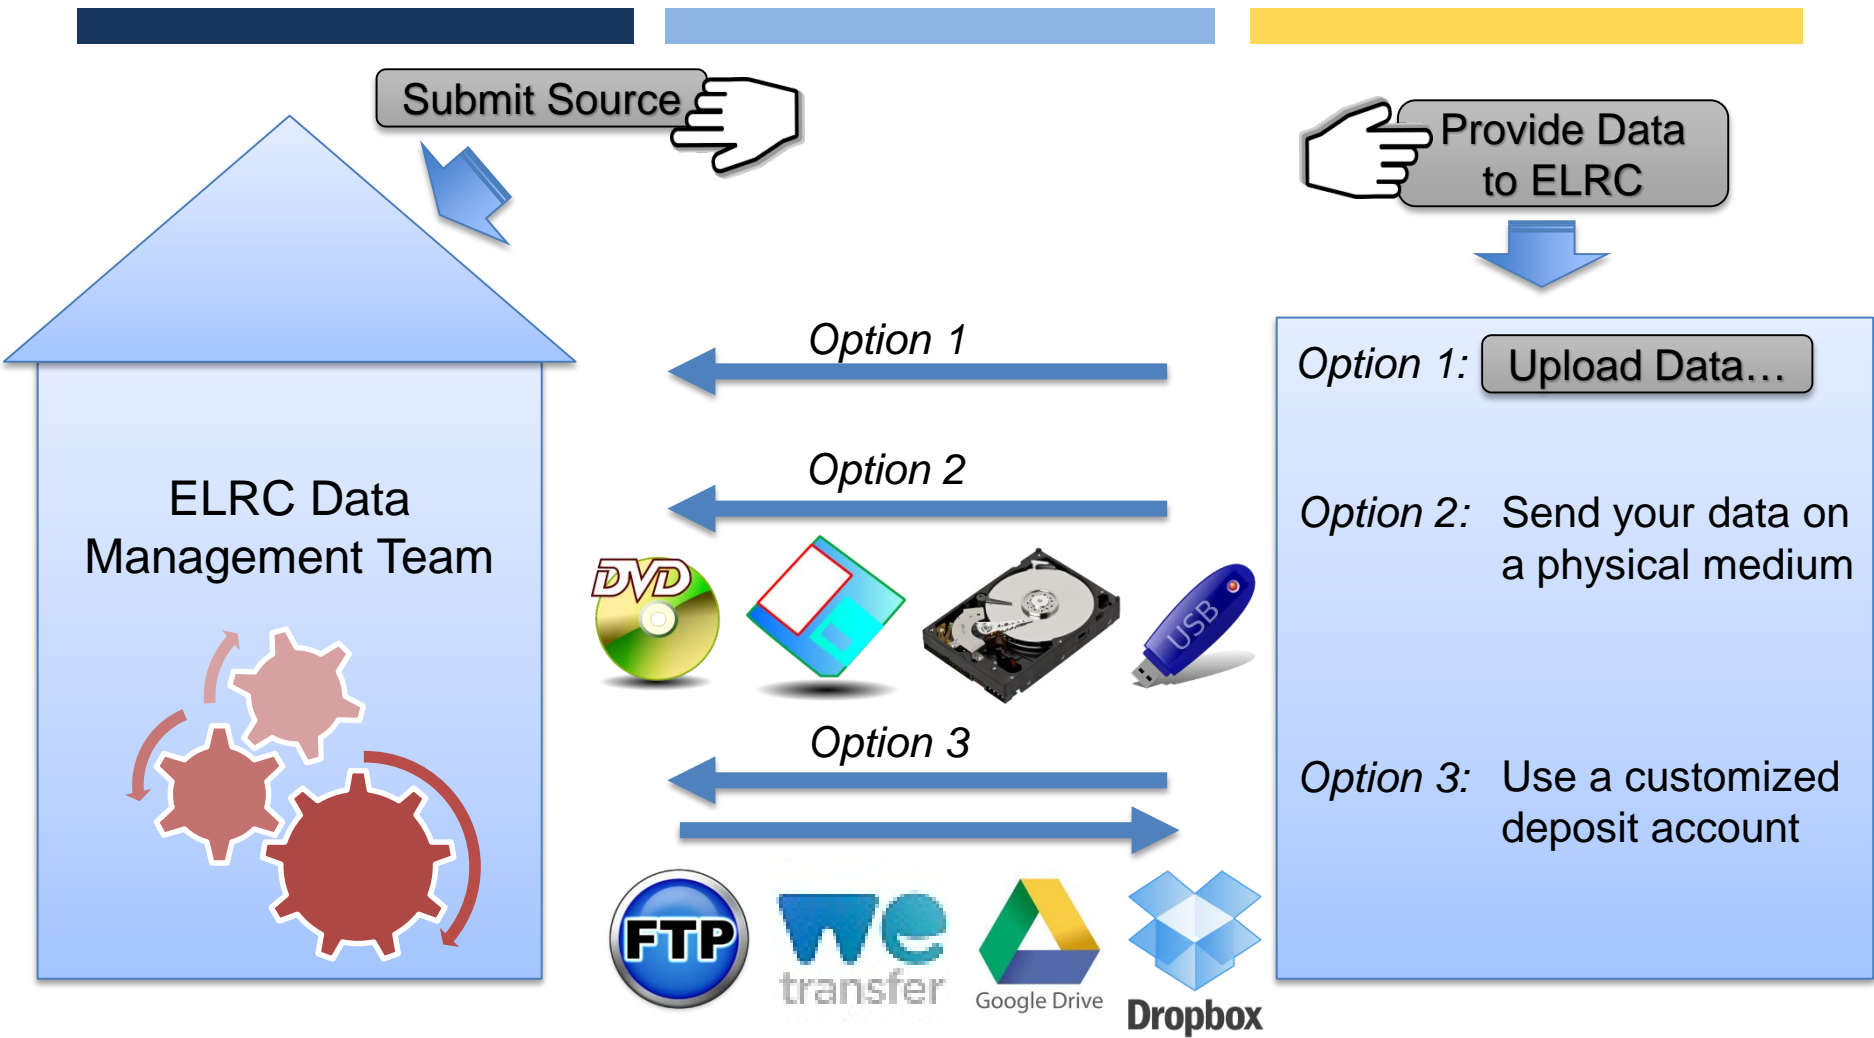 Submit Source
Provide Data
to ELRC
Option 1
Option 1:
Upload Data...
ELRC Data
Management Team
Option 2
Option 2:
Send your data on
a physical medium
DVD
USB
Option 3
Option 3:
Use a customized
deposit account
FTP
we
transfer
Google Drive
Dropbox